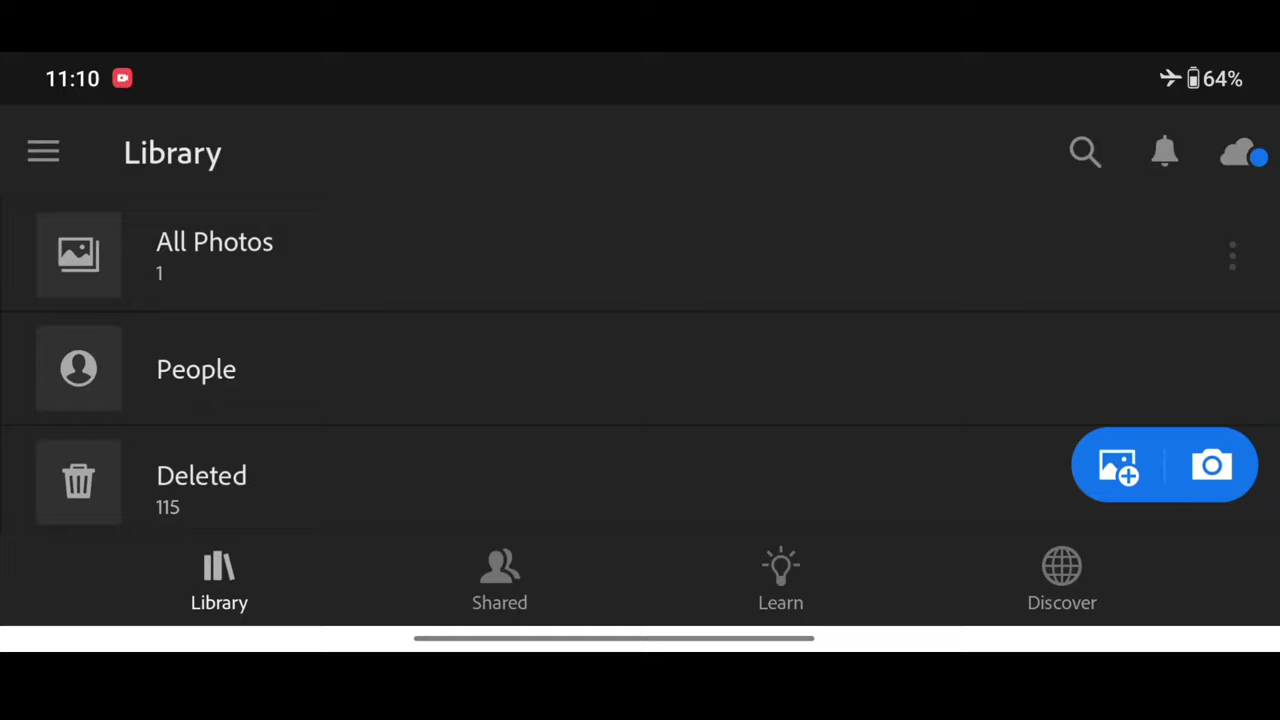 11:10
64%
Library
All Photos
1
People
Deleted
115
Library
Shared
Learn
Discover